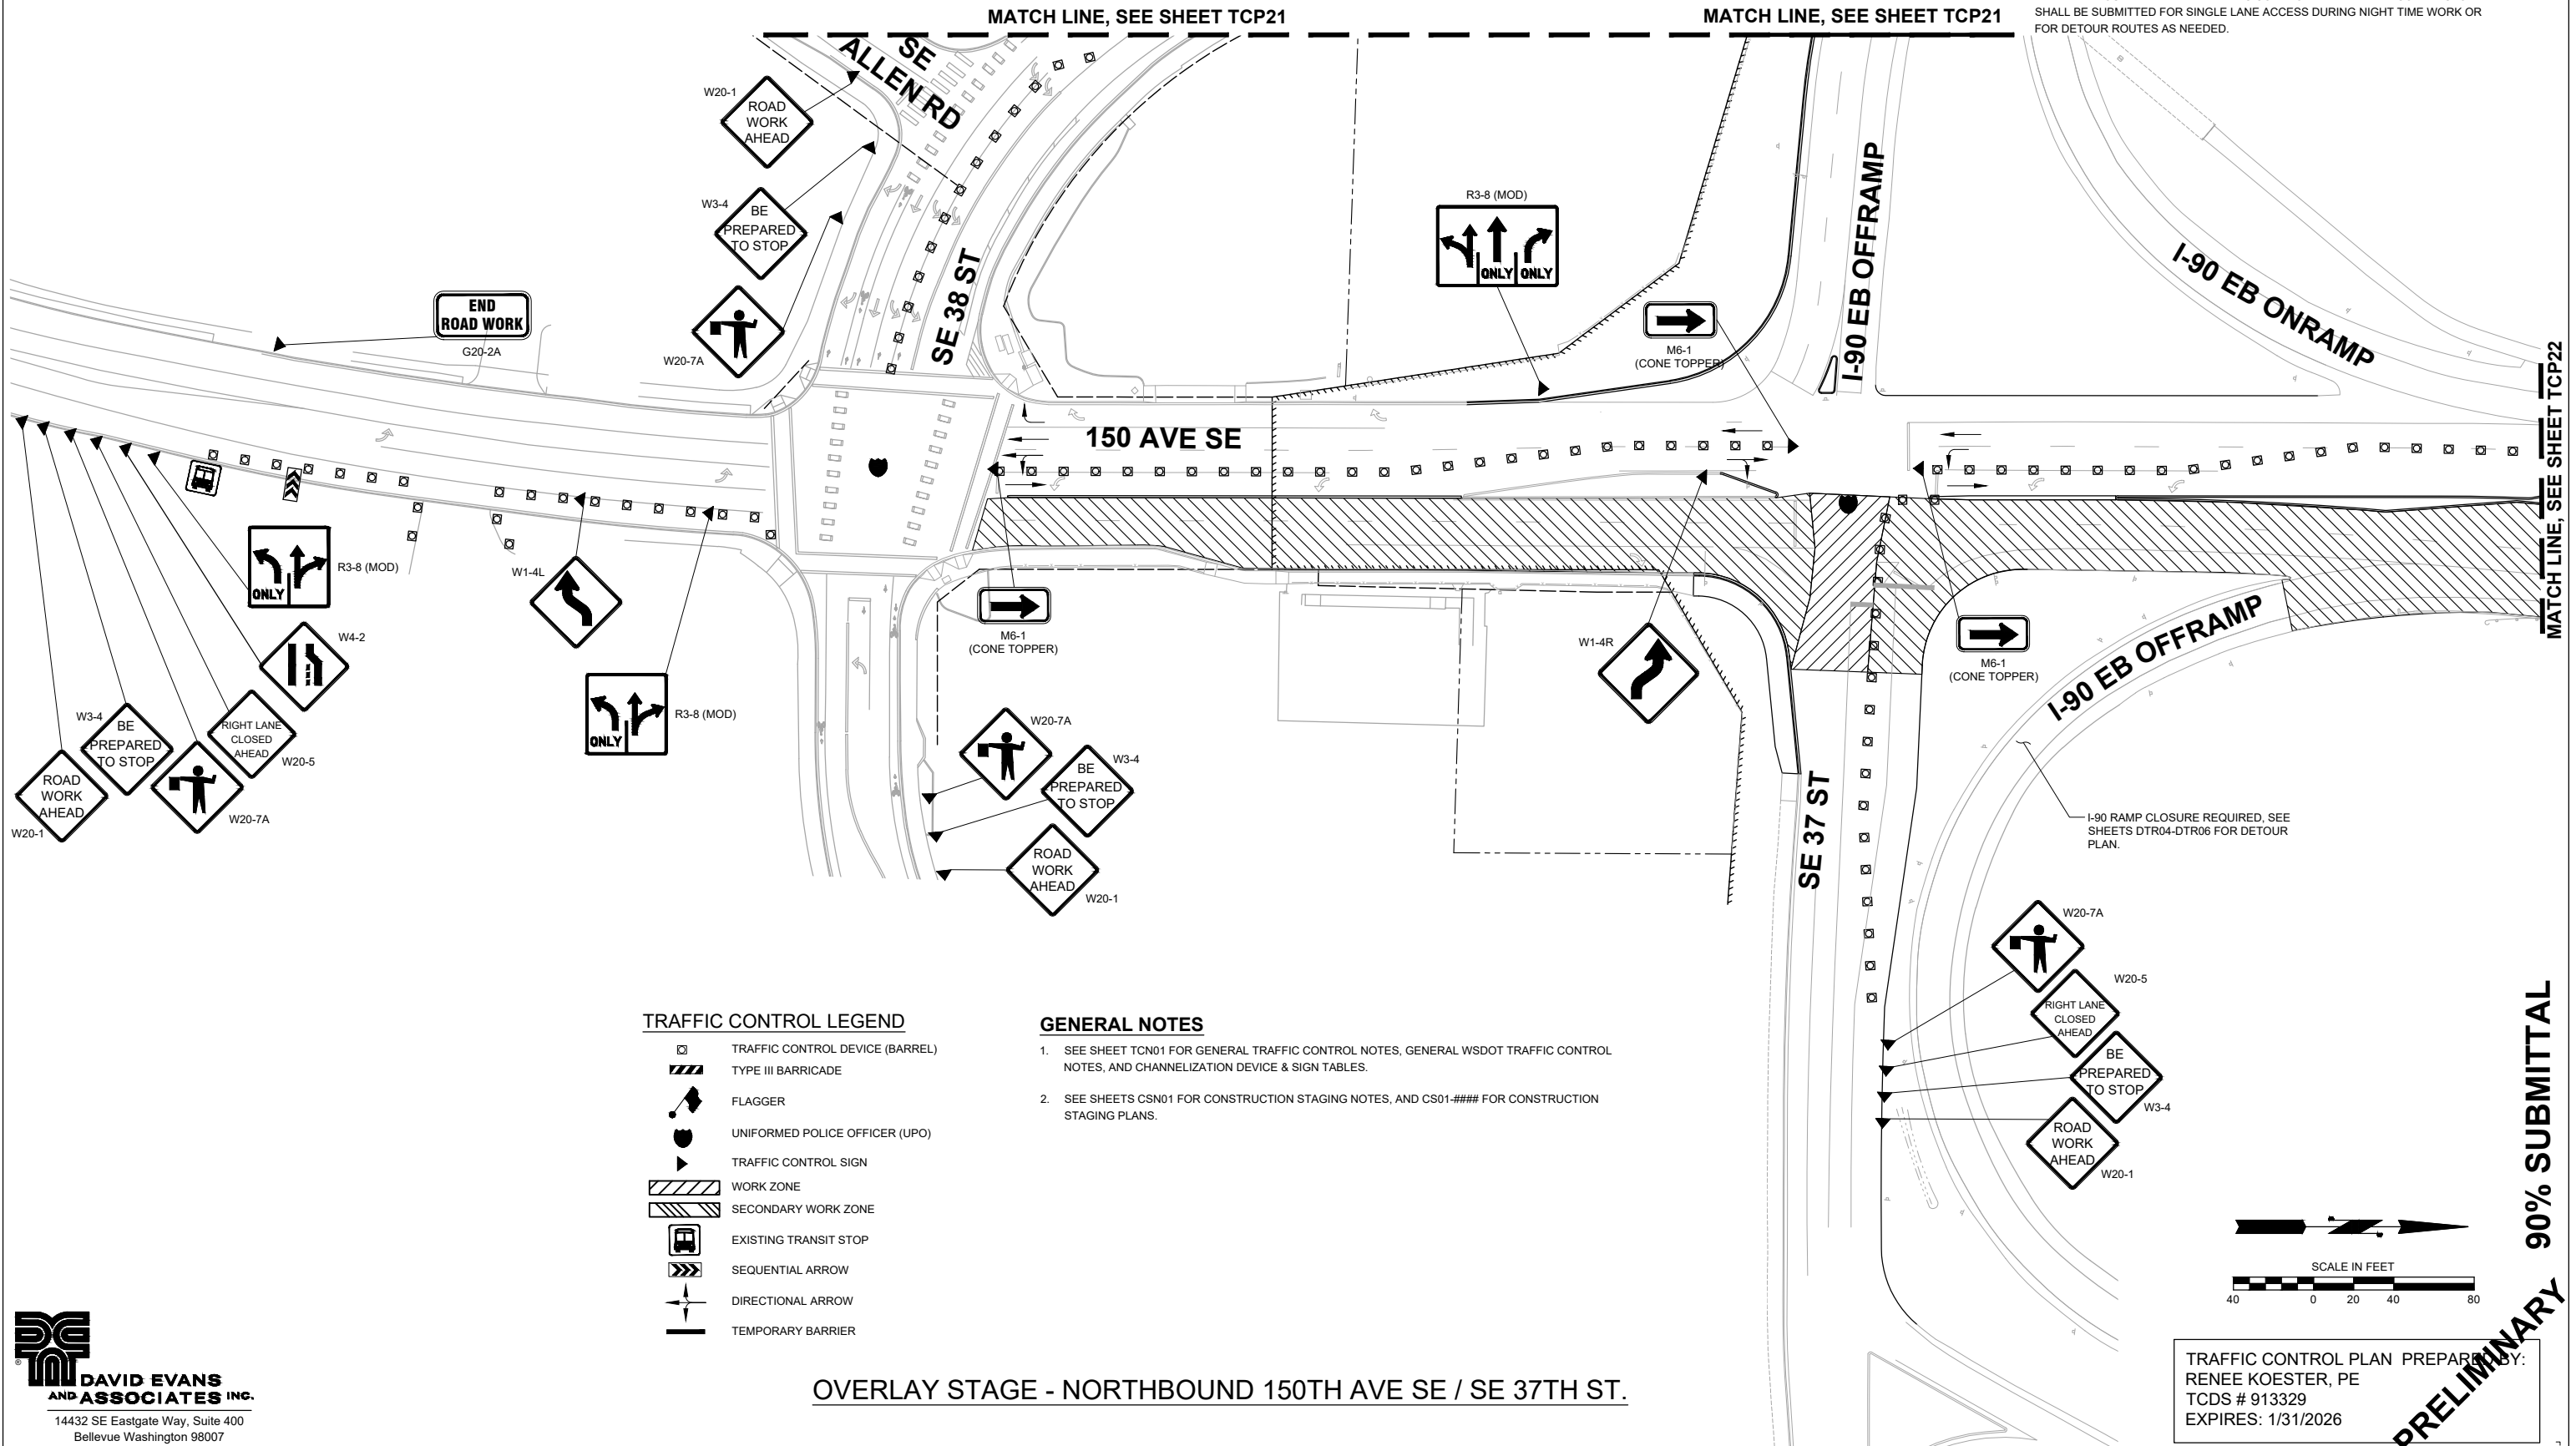 MATCH LINE, SEE SHEET TCP21
MATCH LINE, SEE SHEET TCP21
SHALL BE SUBMITTED FOR SINGLE LANE ACCESS DURING NIGHT TIME WORK OR
FOR DETOUR ROUTES AS NEEDED.
SE
ALLEN RD
W20-1
ROAD
WORK
AHEAD
W3-4
BE
PREPARED
TO STOP
W20-7A
SE 38 ST
END
ROAD WORK
G20-2A
R3-8 (MOD)
ONLY
ONLY
M6-1
(CONE TOPPER)
I-90 EB OFFRAMP
I-90 EB ONRAMP
MATCH LINE, SEE SHEET TCP22
MATCH LINE, SEE SHEET TCP22
150 AVE SE
R3-8 (MOD)
ONLY
W1-4L
W4-2
R3-8 (MOD)
ONLY
RIGHT LANE
CLOSED
AHEAD
W20-5
W3-4
BE
PREPARED
TO STOP
ROAD
WORK
AHEAD
W20-1
W20-7A
M6-1
(CONE TOPPER)
W20-7A
W3-4
BE
PREPARED
TO STOP
ROAD
WORK
AHEAD
W20-1
W1-4R
M6-1
(CONE TOPPER)
I-90 EB OFFRAMP
SE 37 ST
I-90 RAMP CLOSURE REQUIRED, SEE
SHEETS DTR04-DTR06 FOR DETOUR
PLAN.
W20-7A
W20-5
RIGHT LANE
CLOSED
AHEAD
BE
PREPARED
TO STOP
W3-4
ROAD
WORK
AHEAD
W20-1
TRAFFIC CONTROL LEGEND
TRAFFIC CONTROL DEVICE (BARREL)
TYPE III BARRICADE
FLAGGER
UNIFORMED POLICE OFFICER (UPO)
TRAFFIC CONTROL SIGN
WORK ZONE
SECONDARY WORK ZONE
EXISTING TRANSIT STOP
SEQUENTIAL ARROW
DIRECTIONAL ARROW
TEMPORARY BARRIER
GENERAL NOTES
1. SEE SHEET TCN01 FOR GENERAL TRAFFIC CONTROL NOTES, GENERAL WSDOT TRAFFIC CONTROL
NOTES, AND CHANNELIZATION DEVICE & SIGN TABLES.
2. SEE SHEETS CSN01 FOR CONSTRUCTION STAGING NOTES, AND CS01-#### FOR CONSTRUCTION
STAGING PLANS.
SCALE IN FEET
40 0 20 40 80
90% SUBMITTAL
PRELIMINARY
TRAFFIC CONTROL PLAN PREPARED BY:
RENEE KOESTER, PE
TCDS # 913329
EXPIRES: 1/31/2026
OVERLAY STAGE - NORTHBOUND 150TH AVE SE / SE 37TH ST.
DAVID EVANS
AND ASSOCIATES INC.
14432 SE Eastgate Way, Suite 400
Bellevue Washington 98007